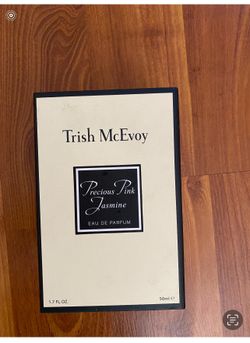 Trish McEvoy
Precious Pink
Jasmine
EAU DE PARFUM
1.7 FL.OZ.
50ml ℮